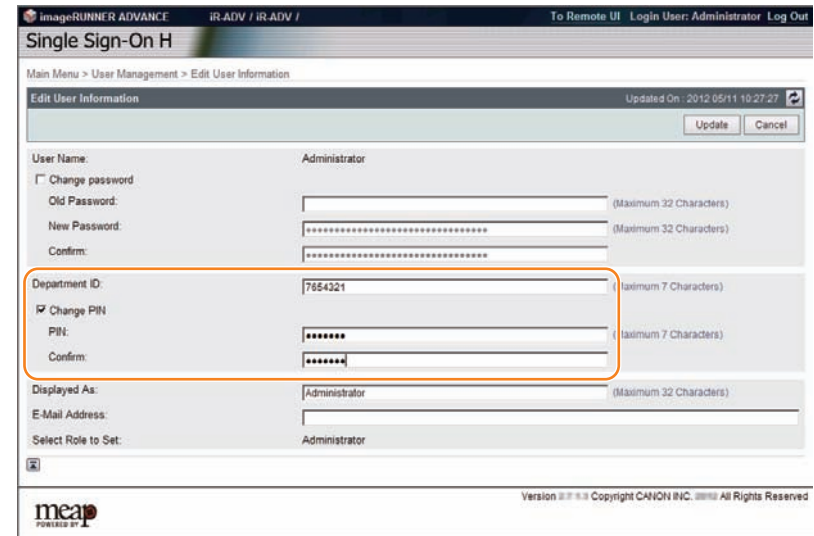 imageRUNNER ADVANCE iR-ADV / iR-ADV / To Remote UI Login User: Administrator Log Out
Single Sign-On H
Main Menu > User Management > Edit User Information
Edit User Information Updated On : 2012 05/11 10:27:27
Update Cancel
User Name: Administrator
Change password
Old Password: (Maximum 32 Characters)
New Password: •••••••••••••••••••••••••••••••• (Maximum 32 Characters)
Confirm: ••••••••••••••••••••••••••••••••
Department ID: 7654321 (Maximum 7 Characters)
Change PIN
PIN: ••••••• (Maximum 7 Characters)
Confirm: •••••••
Displayed As: Administrator (Maximum 32 Characters)
E-Mail Address:
Select Role to Set: Administrator
Version Copyright CANON INC. All Rights Reserved
meap
POWERED BY